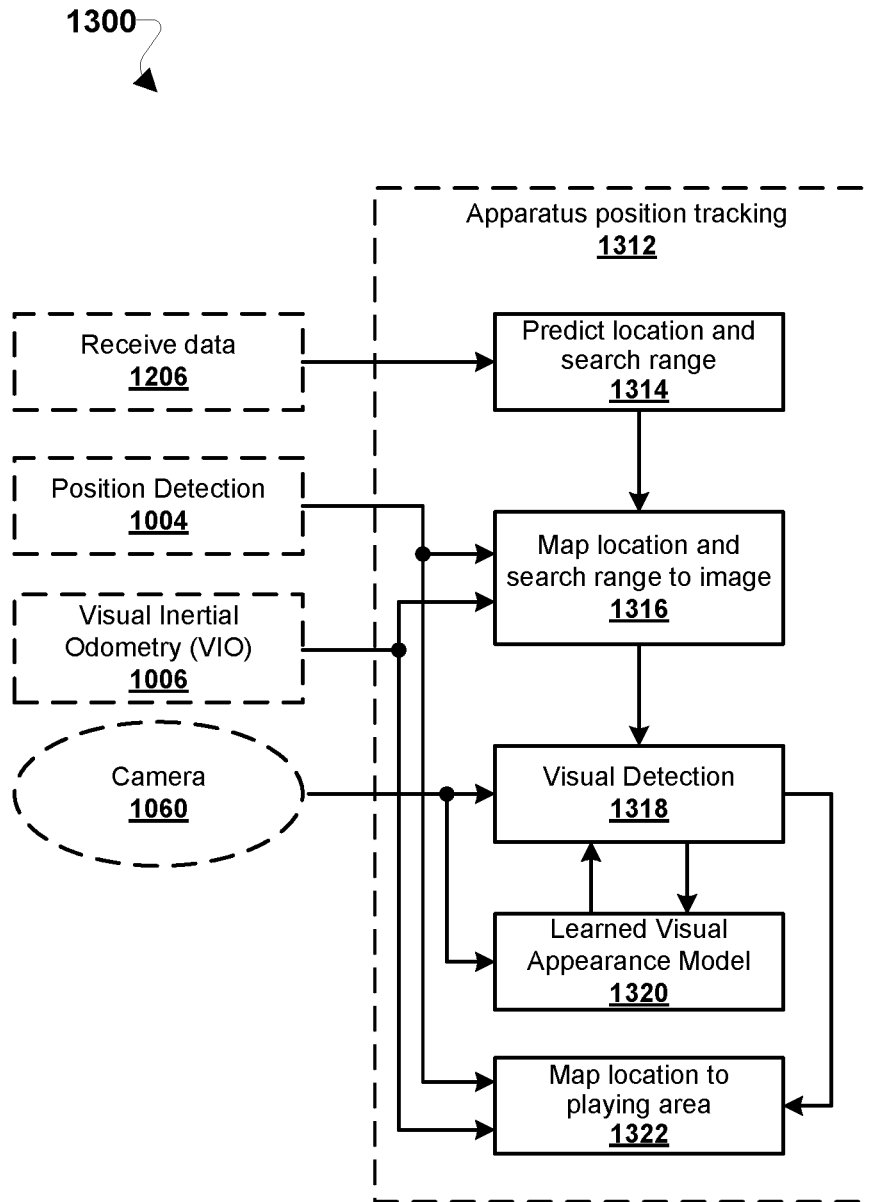 1300
Apparatus position tracking
1312
Receive data
1206
Predict location and
search range
1314
Position Detection
1004
Map location and
search range to image
1316
Visual Inertial
Odometry (VIO)
1006
Camera
1060
Visual Detection
1318
Learned Visual
Appearance Model
1320
Map location to
playing area
1322